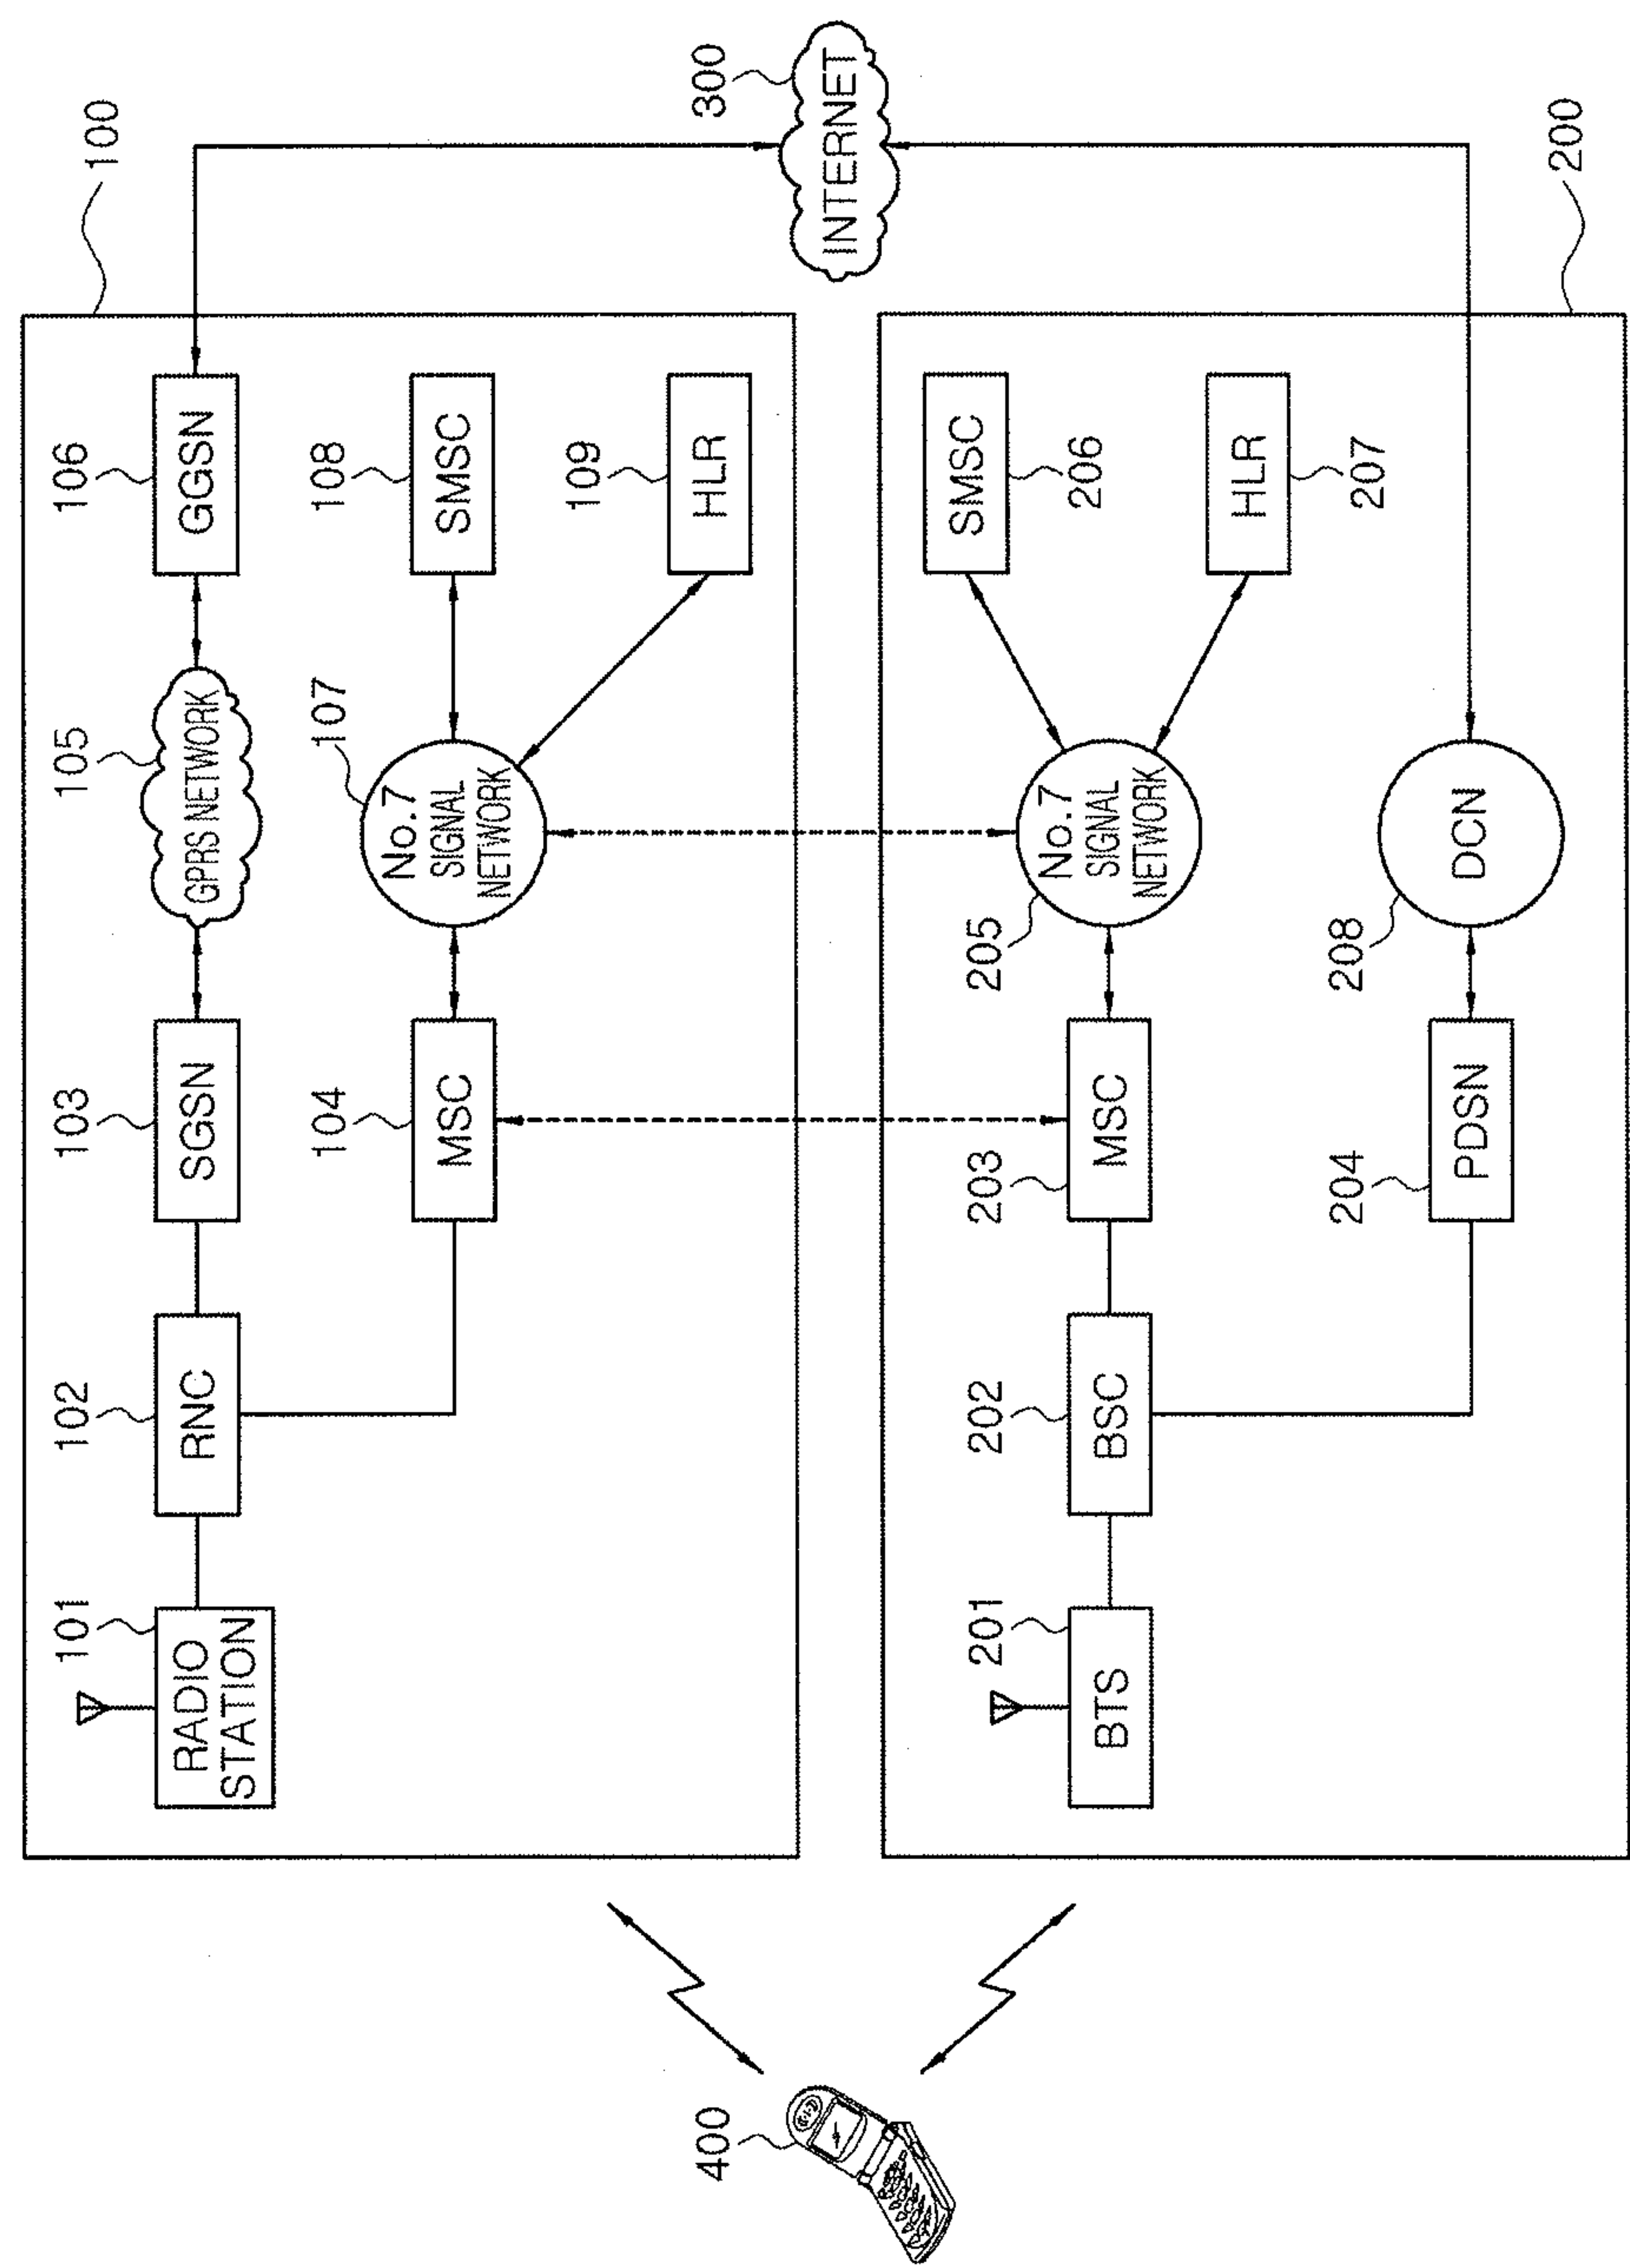 100
101
RADIO
STATION
102
RNC
103
SGSN
105
GPRS NETWORK
106
GGSN
104
MSC
107
No.7
SIGNAL
NETWORK
108
SMSC
109
HLR
300
INTERNET
400
200
201
BTS
202
BSC
203
MSC
205
No.7
SIGNAL
NETWORK
SMSC
206
HLR
207
204
PDSN
208
DCN